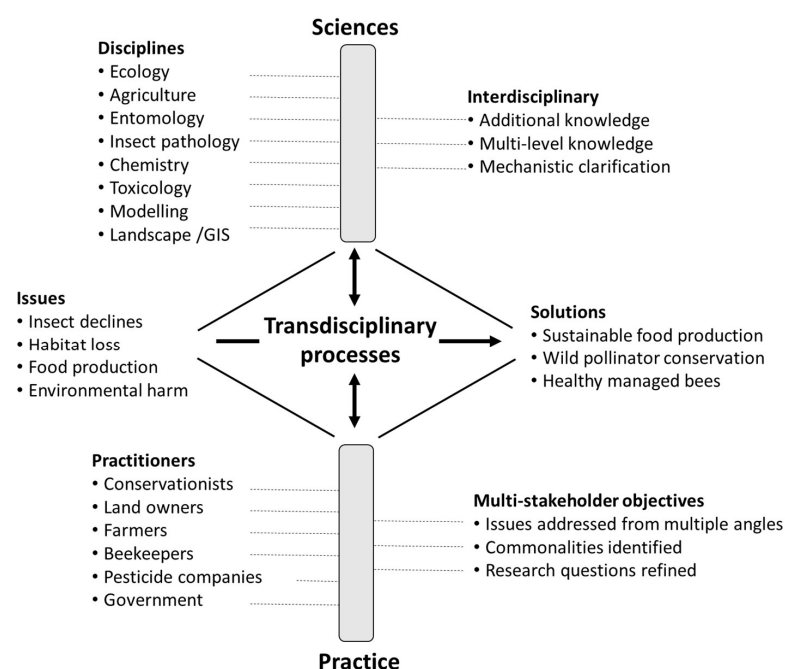 Sciences
Disciplines
• Ecology
• Agriculture
• Entomology
• Insect pathology
• Chemistry
• Toxicology
• Modelling
• Landscape /GIS
Interdisciplinary
• Additional knowledge
• Multi-level knowledge
• Mechanistic clarification
Issues
• Insect declines
• Habitat loss
• Food production
• Environmental harm
Transdisciplinary
processes
Solutions
• Sustainable food production
• Wild pollinator conservation
• Healthy managed bees
Practitioners
• Conservationists
• Land owners
• Farmers
• Beekeepers
• Pesticide companies
• Government
Multi-stakeholder objectives
• Issues addressed from multiple angles
• Commonalities identified
• Research questions refined
Practice